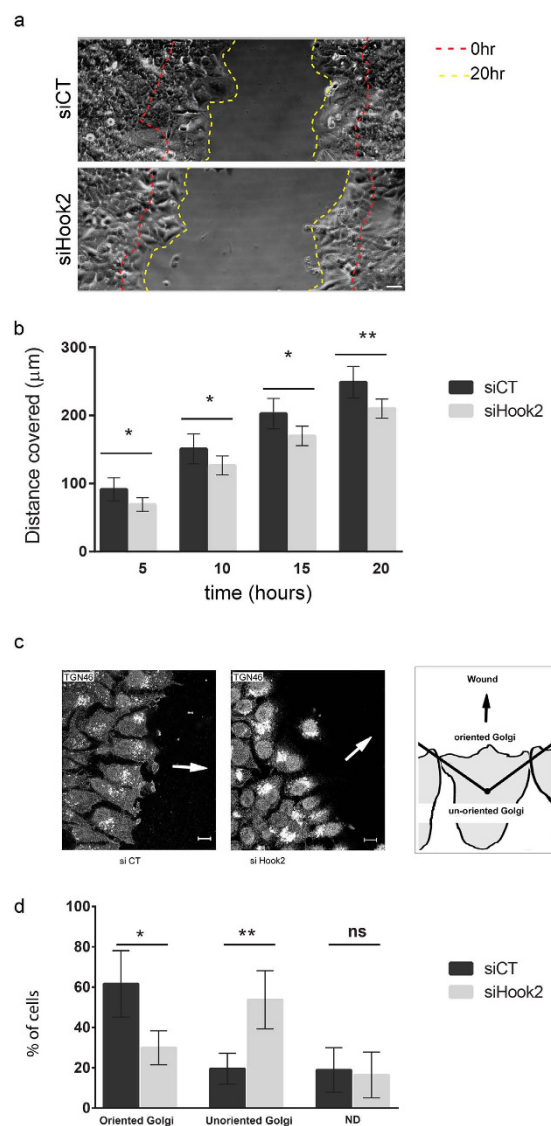 a
siCT
siHook2
0hr
20hr
b
Distance covered (μm)
300
200
100
0
*
*
*
**
5
10
15
20
time (hours)
siCT
siHook2
c
TGN46
TGN46
si CT
si Hook2
Wound
oriented Golgi
un-oriented Golgi
d
% of cells
100
80
60
40
20
0
*
**
ns
Oriented Golgi
Unoriented Golgi
ND
siCT
siHook2